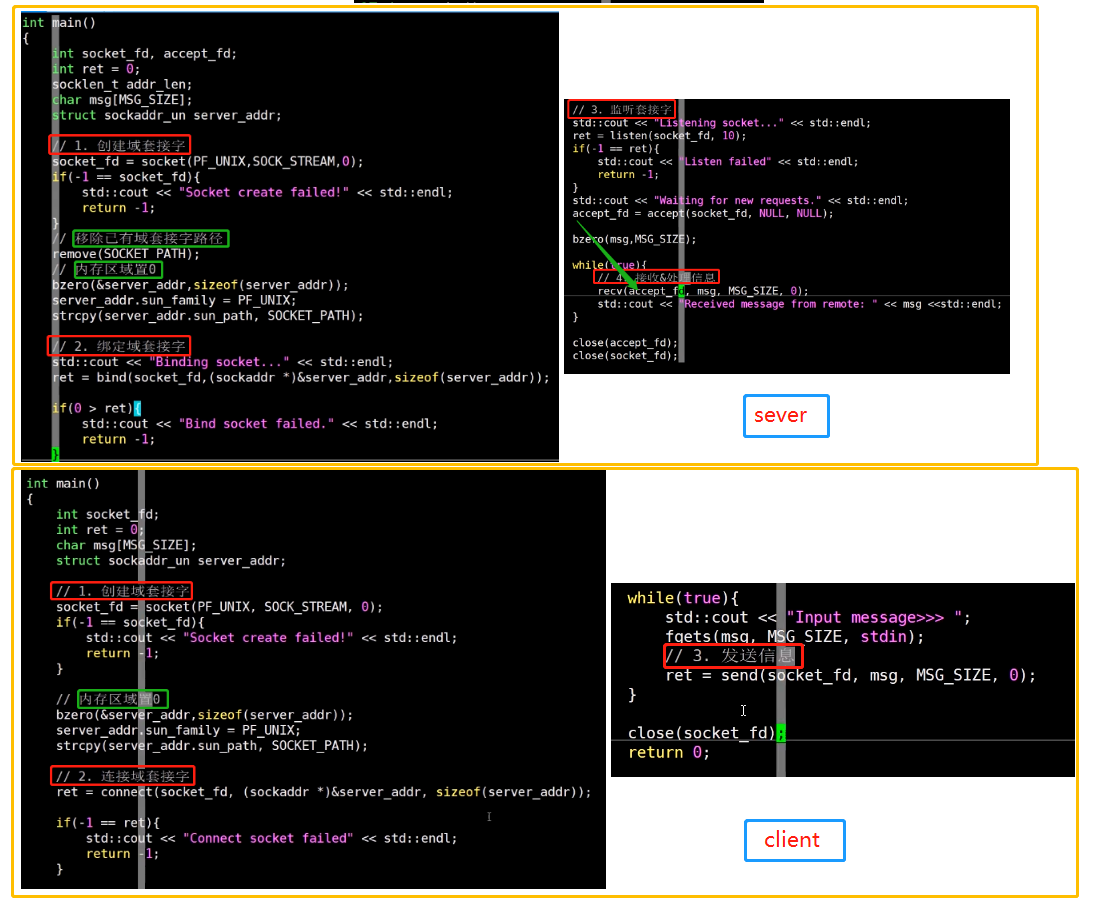 int main()
{
    int socket_fd, accept_fd;
    int ret = 0;
    socklen_t addr_len;
    char msg[MSG_SIZE];
    struct sockaddr_un server_addr;
    // 1. 创建域套接字
    socket_fd = socket(PF_UNIX,SOCK_STREAM,0);
    if(-1 == socket_fd){
        std::cout << "Socket create failed!" << std::endl;
        return -1;
    }
    // 移除已有域套接字路径
    remove(SOCKET_PATH);
    // 内存区域置0
    bzero(&server_addr,sizeof(server_addr));
    server_addr.sun_family = PF_UNIX;
    strcpy(server_addr.sun_path, SOCKET_PATH);
    // 2. 绑定域套接字
    std::cout << "Binding socket..." << std::endl;
    ret = bind(socket_fd,(sockaddr *)&server_addr,sizeof(server_addr));
    if(0 > ret){
        std::cout << "Bind socket failed." << std::endl;
        return -1;
    }
// 3. 监听套接字
std::cout << "Listening socket..." << std::endl;
ret = listen(socket_fd, 10);
if(-1 == ret){
    std::cout << "Listen failed" << std::endl;
    return -1;
}
std::cout << "Waiting for new requests." << std::endl;
accept_fd = accept(socket_fd, NULL, NULL);
bzero(msg,MSG_SIZE);
while(true){
    // 4. 接收&处理信息
    recv(accept_fd, msg, MSG_SIZE, 0);
    std::cout << "Received message from remote: " << msg <<std::endl;
}
close(accept_fd);
close(socket_fd);
sever
int main()
{
    int socket_fd;
    int ret = 0;
    char msg[MSG_SIZE];
    struct sockaddr_un server_addr;
    // 1. 创建域套接字
    socket_fd = socket(PF_UNIX, SOCK_STREAM, 0);
    if(-1 == socket_fd){
        std::cout << "Socket create failed!" << std::endl;
        return -1;
    }
    // 内存区域置0
    bzero(&server_addr,sizeof(server_addr));
    server_addr.sun_family = PF_UNIX;
    strcpy(server_addr.sun_path, SOCKET_PATH);
    // 2. 连接域套接字
    ret = connect(socket_fd, (sockaddr *)&server_addr, sizeof(server_addr));
    if(-1 == ret){
        std::cout << "Connect socket failed" << std::endl;
        return -1;
    }
while(true){
    std::cout << "Input message>>> ";
    fgets(msg, MSG_SIZE, stdin);
    // 3. 发送信息
    ret = send(socket_fd, msg, MSG_SIZE, 0);
}
close(socket_fd);
return 0;
client